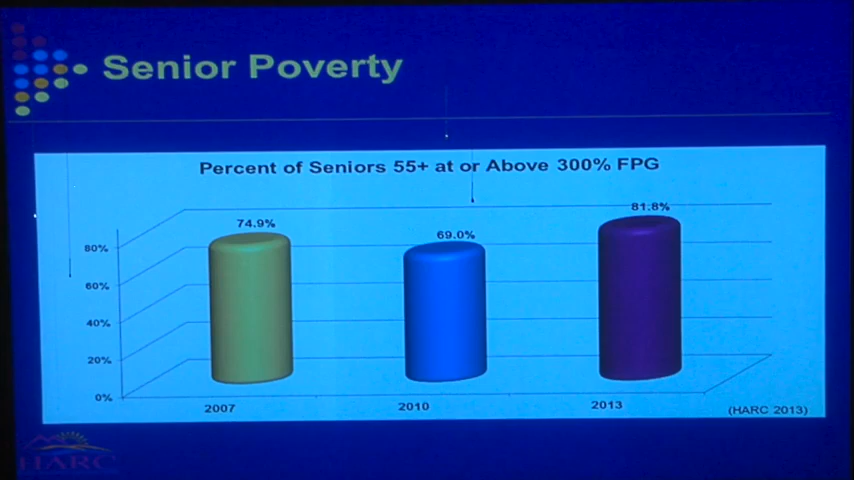 Senior Poverty
Percent of Seniors 55+ at or Above 300% FPG
74.9%
69.0%
81.8%
80%
60%
40%
20%
0%
2007
2010
2013
(HARC 2013)
HARC